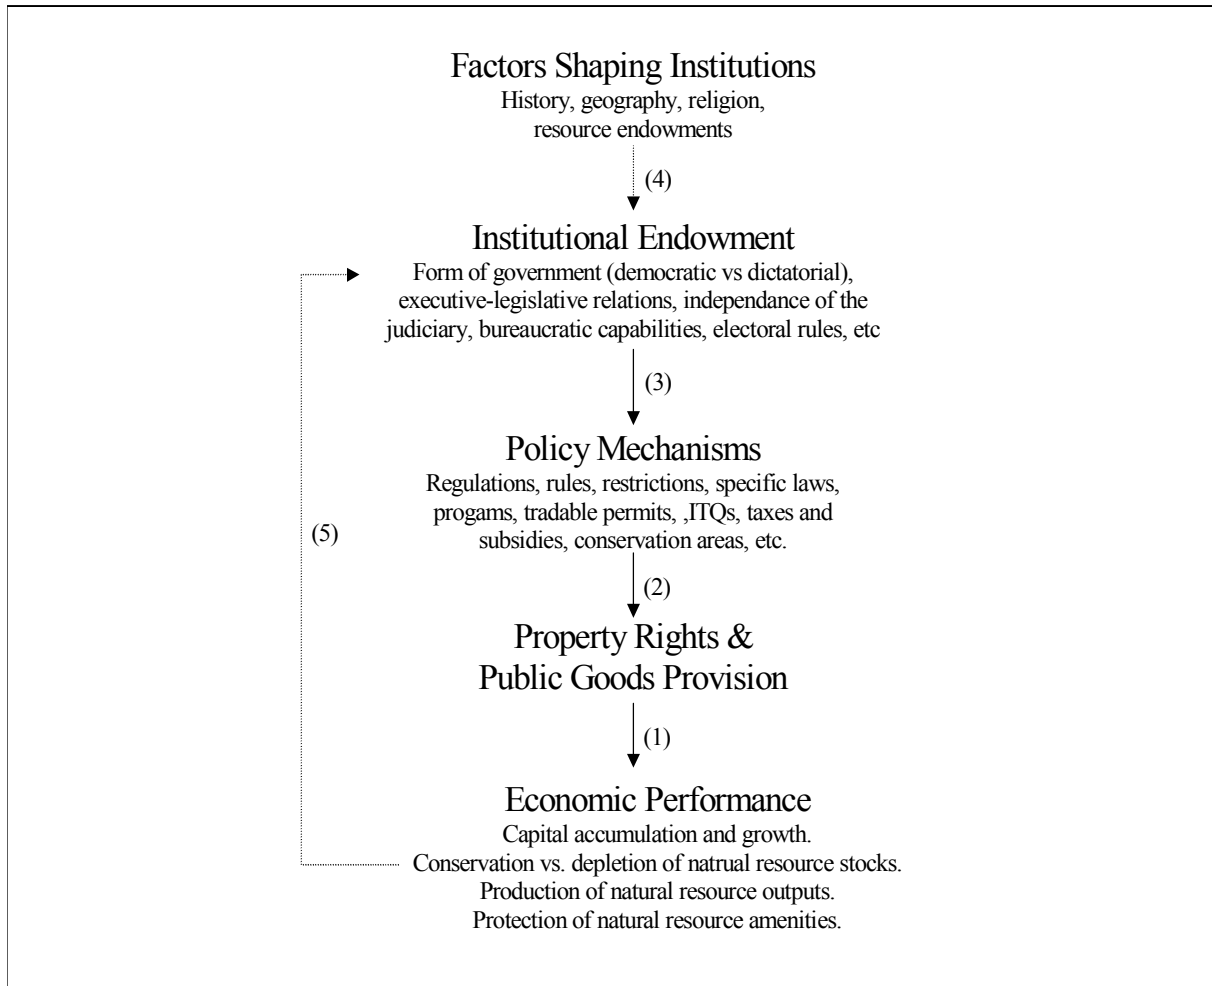 Factors Shaping Institutions
History, geography, religion,
resource endowments
(4)
Institutional Endowment
Form of government (democratic vs dictatorial),
executive-legislative relations, independance of the
judiciary, bureaucratic capabilities, electoral rules, etc
(3)
Policy Mechanisms
Regulations, rules, restrictions, specific laws,
progams, tradable permits, ,ITQs, taxes and
subsidies, conservation areas, etc.
(5)
(2)
Property Rights &
Public Goods Provision
(1)
Economic Performance
Capital accumulation and growth.
Conservation vs. depletion of natrual resource stocks.
Production of natural resource outputs.
Protection of natural resource amenities.